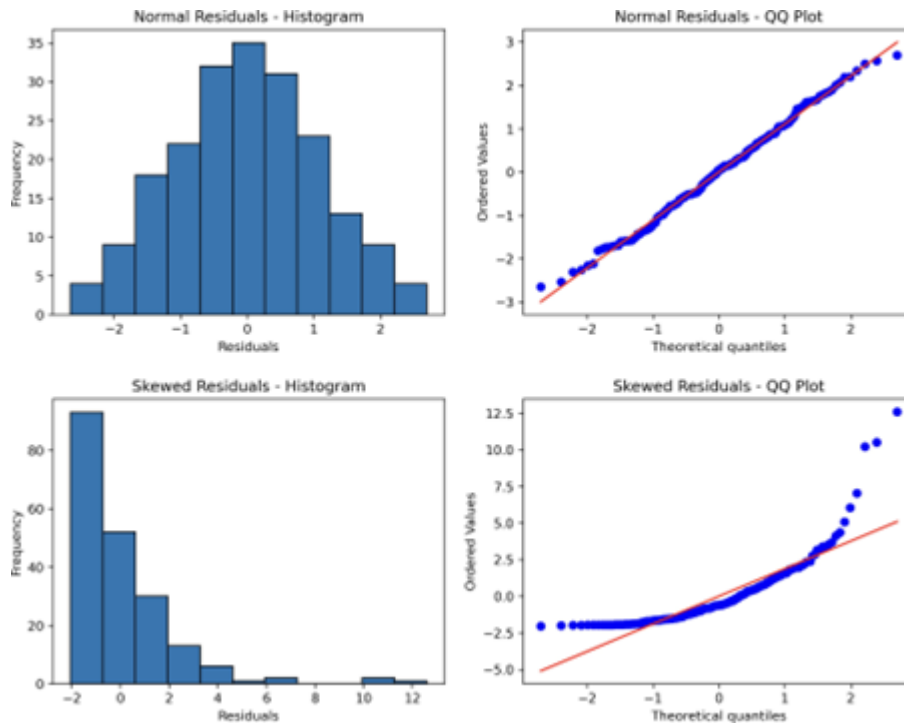 Normal Residuals - Histogram
35
30
25
20
15
10
5
0
Frequency
−2 −1 0 1 2
Residuals
Normal Residuals - QQ Plot
3
2
1
0
−1
−2
−3
Ordered Values
−2 −1 0 1 2
Theoretical quantiles
Skewed Residuals - Histogram
80
60
40
20
0
Frequency
−2 0 2 4 6 8 10 12
Residuals
Skewed Residuals - QQ Plot
12.5
10.0
7.5
5.0
2.5
0.0
−2.5
−5.0
Ordered Values
−2 −1 0 1 2
Theoretical quantiles